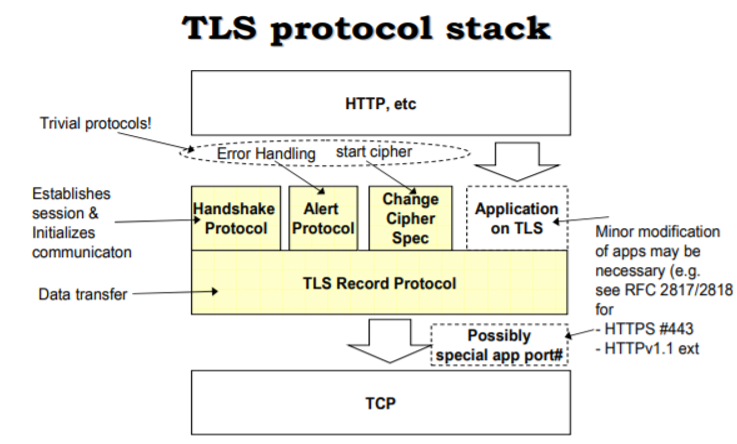 TLS protocol stack
HTTP, etc
Trivial protocols!
Error Handling
start cipher
Establishes
session &
Initializes
communicaton
Handshake
Protocol
Alert
Protocol
Change
Cipher
Spec
Application
on TLS
Minor modification
of apps may be
necessary (e.g.
see RFC 2817/2818
for
- HTTPS #443
- HTTPv1.1 ext
Data transfer
TLS Record Protocol
Possibly
special app port#
TCP